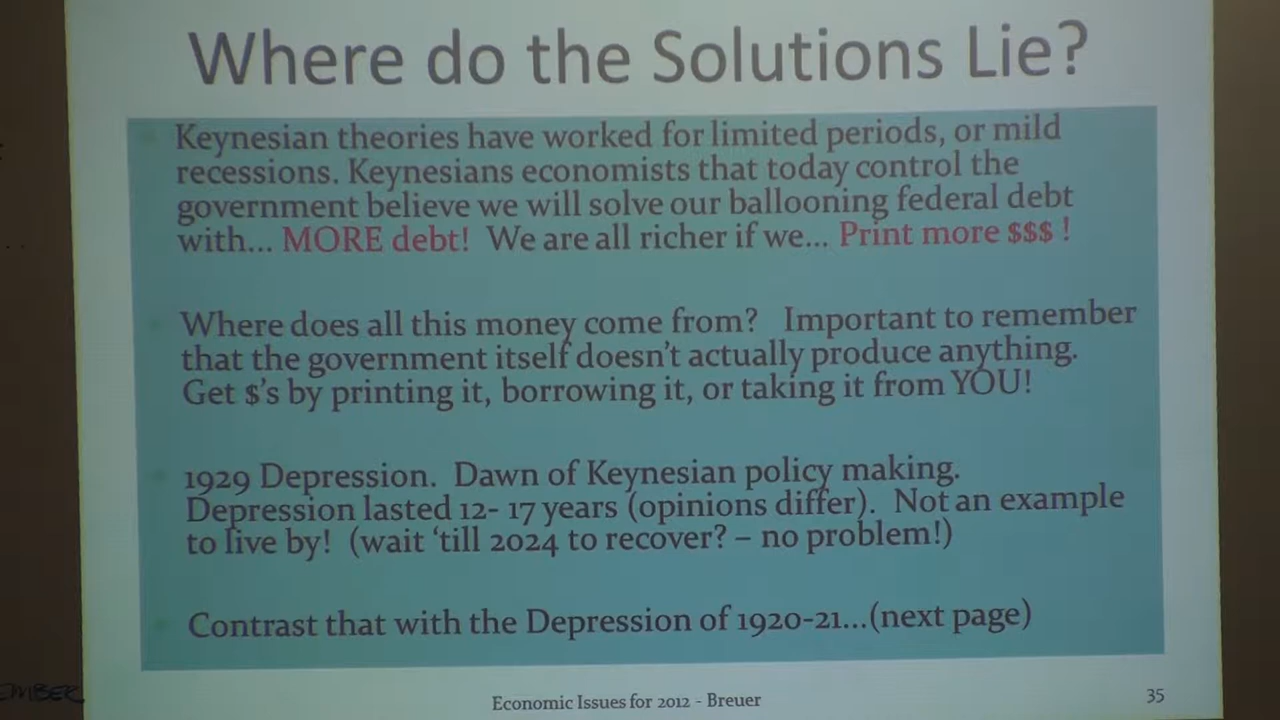 Where do the Solutions Lie?
Keynesian theories have worked for limited periods, or mild
recessions. Keynesians economists that today control the
government believe we will solve our ballooning federal debt
with... MORE debt! We are all richer if we... Print more $$$ !
Where does all this money come from? Important to remember
that the government itself doesn't actually produce anything.
Get $'s by printing it, borrowing it, or taking it from YOU!
1929 Depression. Dawn of Keynesian policy making.
Depression lasted 12- 17 years (opinions differ). Not an example
to live by! (wait 'till 2024 to recover? – no problem!)
Contrast that with the Depression of 1920-21...(next page)
EMBER
Economic Issues for 2012 - Breuer
35